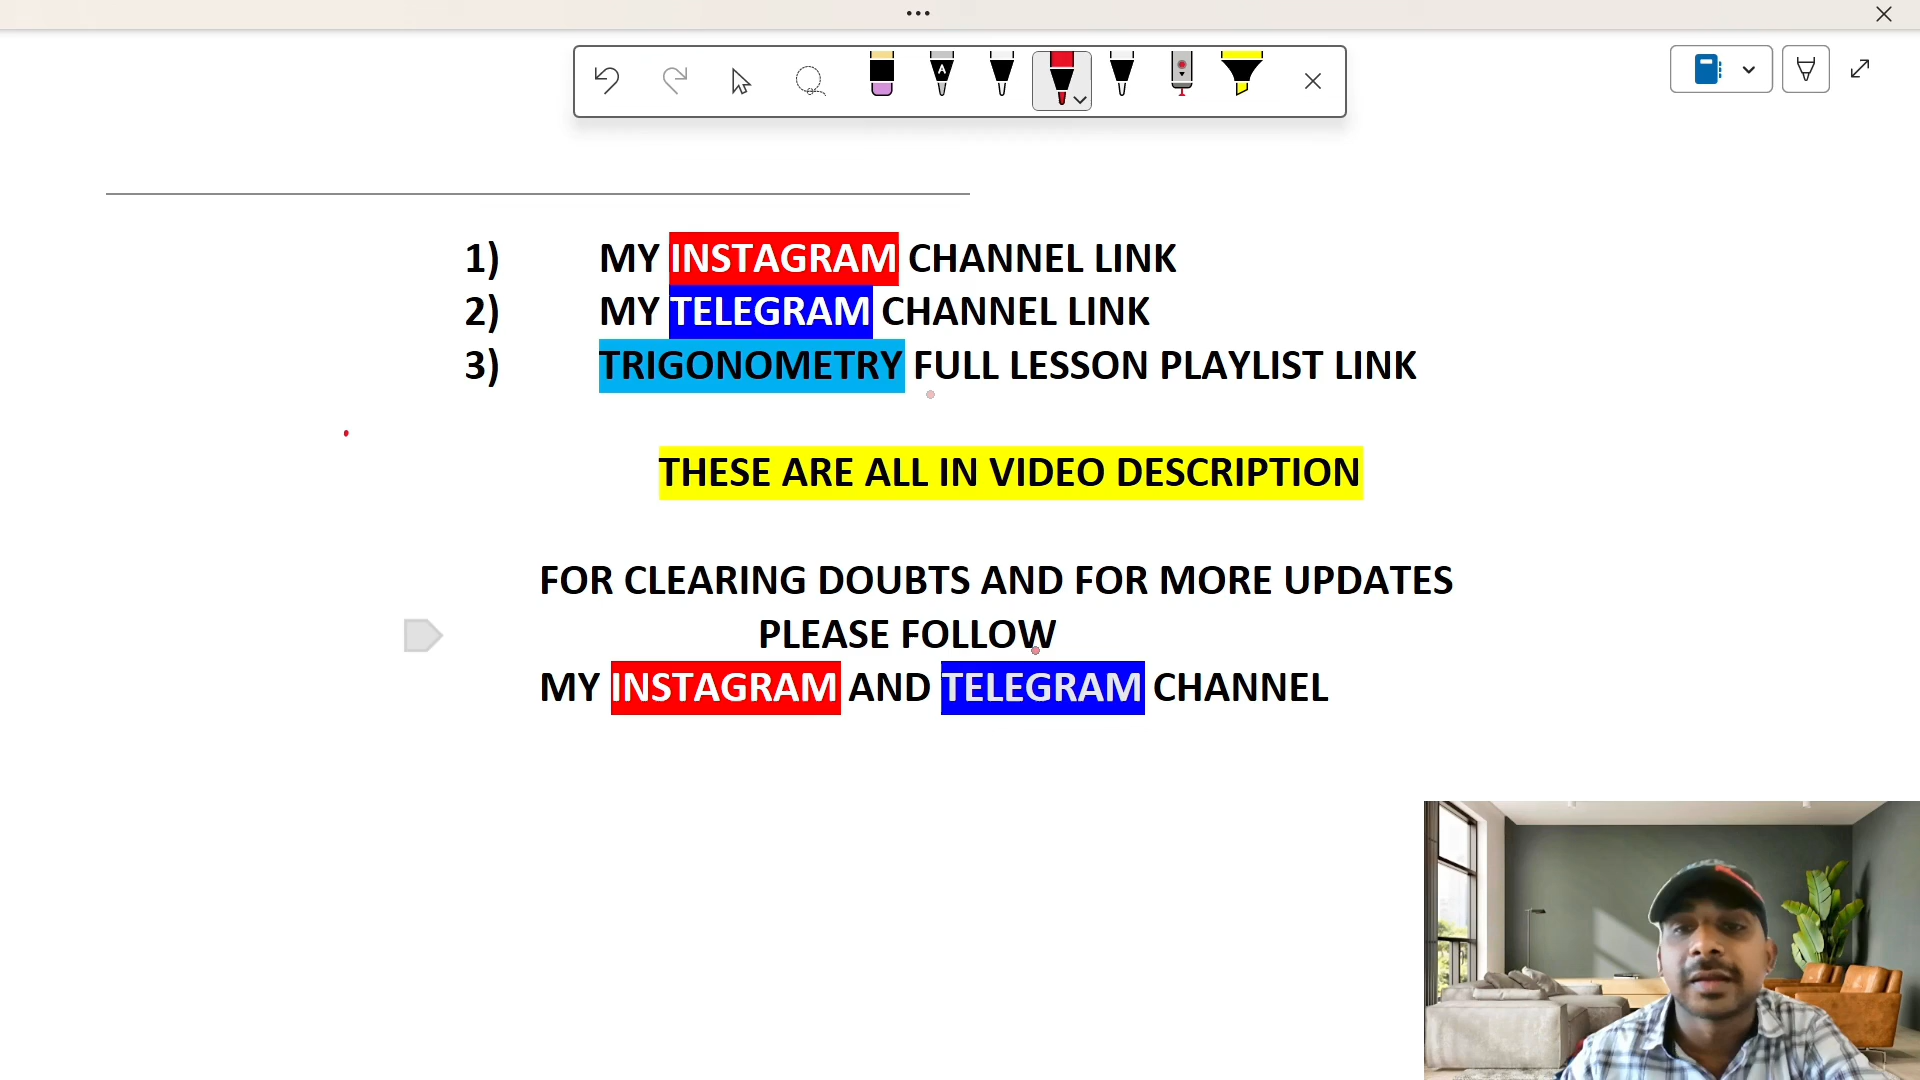 1) MY INSTAGRAM CHANNEL LINK
2) MY TELEGRAM CHANNEL LINK
3) TRIGONOMETRY FULL LESSON PLAYLIST LINK
THESE ARE ALL IN VIDEO DESCRIPTION
FOR CLEARING DOUBTS AND FOR MORE UPDATES
PLEASE FOLLOW
MY INSTAGRAM AND TELEGRAM CHANNEL